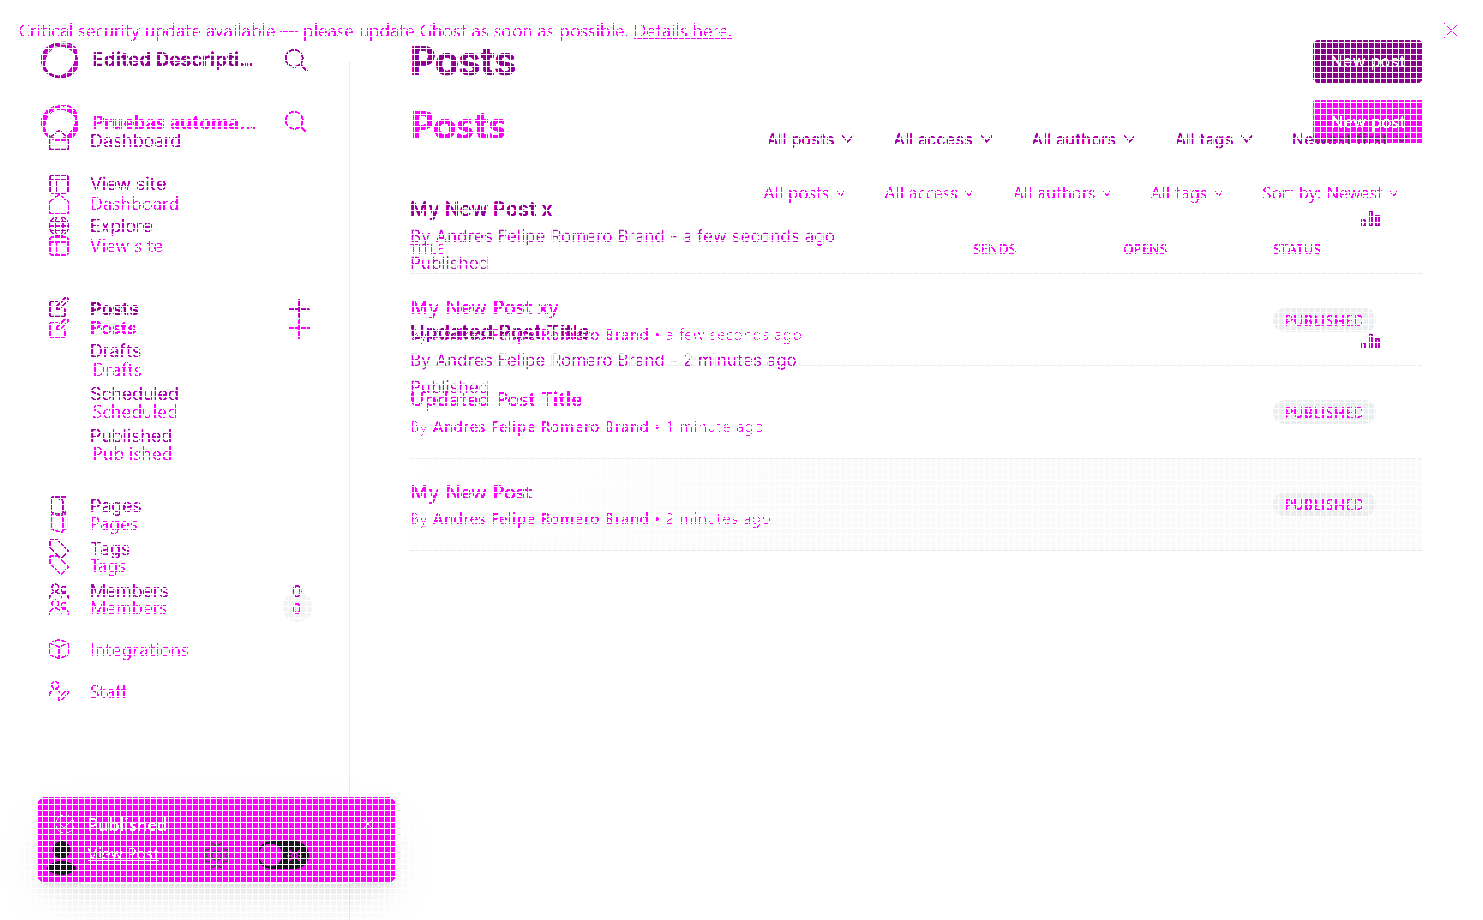 Critical security update available — please update Ghost as soon as possible. Details here.
Edited Descripti...
Posts
New post
Pruebas automa...
Posts
New post
Dashboard
All posts
All access
All authors
All tags
View site
Dashboard
All posts
All access
All authors
All tags
Sort by: Newest
My New Post x
Explore
View site
By Andres Felipe Romero Brand - a few seconds ago
TITLE
SENDS
OPENS
STATUS
Published
Posts
My New Post xy
PUBLISHED
Posts
Updated Post Title
Romero Brand • a few seconds ago
Drafts
By Andres Felipe Romero Brand - 2 minutes ago
Drafts
Published
Scheduled
Updated Post Title
PUBLISHED
Scheduled
By Andres Felipe Romero Brand • 1 minute ago
Published
Published
My New Post
PUBLISHED
By Andres Felipe Romero Brand • 2 minutes ago
Pages
Pages
Tags
Tags
Members 0
Members 0
Integrations
Staff
Published
View Post